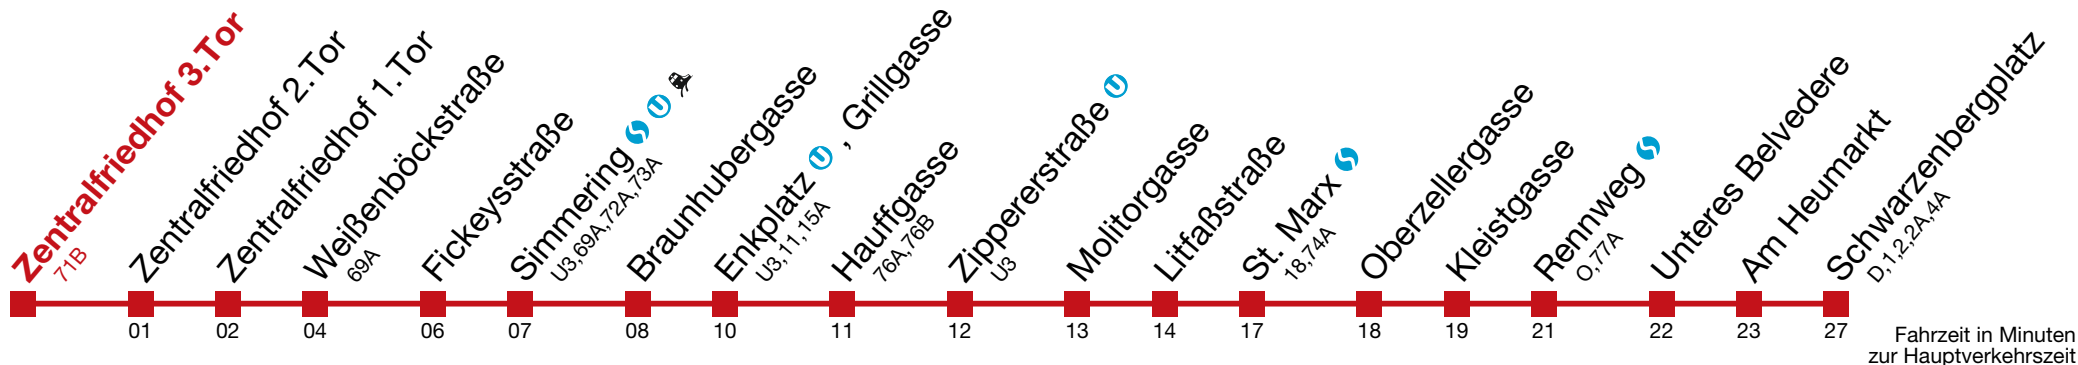 Zentralfriedhof 3.Tor
71B
Zentralfriedhof 2.Tor
Zentralfriedhof 1.Tor
Weißenböckstraße
69A
Fickeysstraße
Simmering
U3,69A,72A,73A
Braunhubergasse
Enkplatz U , Grillgasse
U3,11,15A
Hauffgasse
76A,76B
Zippererstraße U
U3
Molitorgasse
Litfaßstraße
St. Marx
18,74A
Oberzellergasse
Kleistgasse
Rennweg
O,77A
Unteres Belvedere
Am Heumarkt
Schwarzenbergplatz
D,1,2,2A,4A
01 02 04 06 07 08 10 11 12 13 14 17 18 19 21 22 23 27
Fahrzeit in Minuten
zur Hauptverkehrszeit